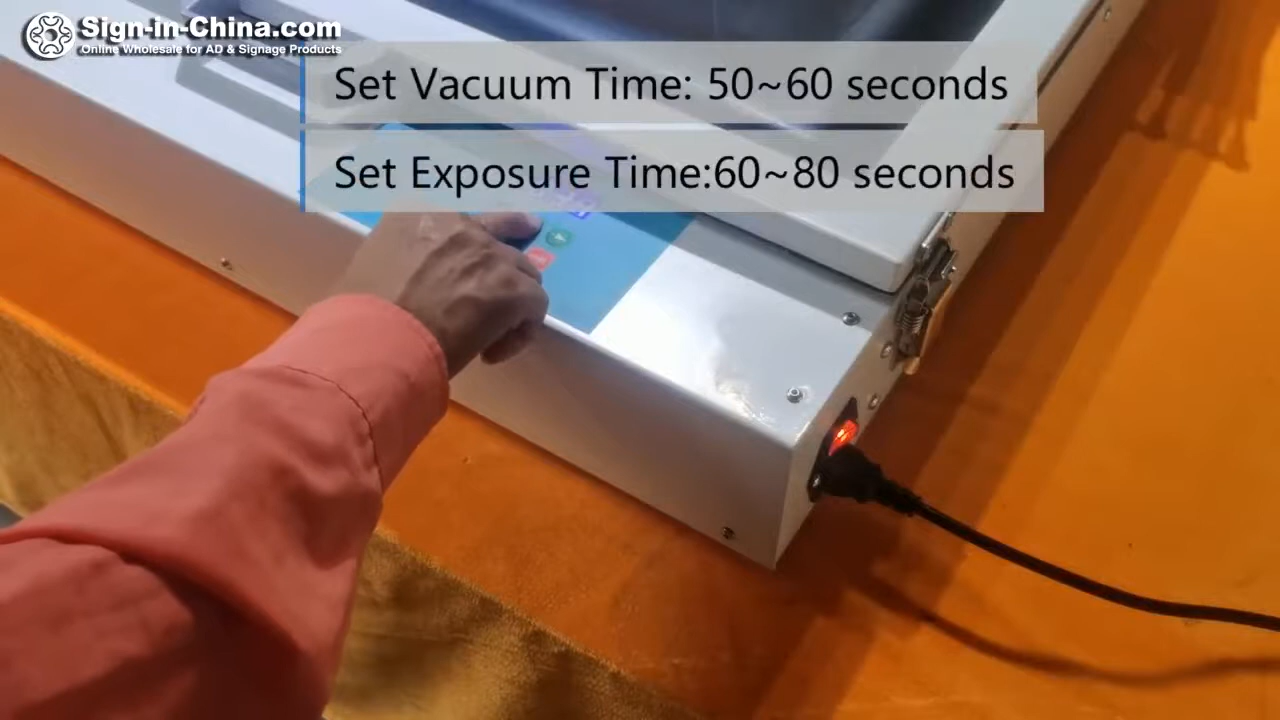 Sign-in-China.com
Online Wholesale for AD & Signage Products
Set Vacuum Time: 50~60 seconds
Set Exposure Time:60~80 seconds